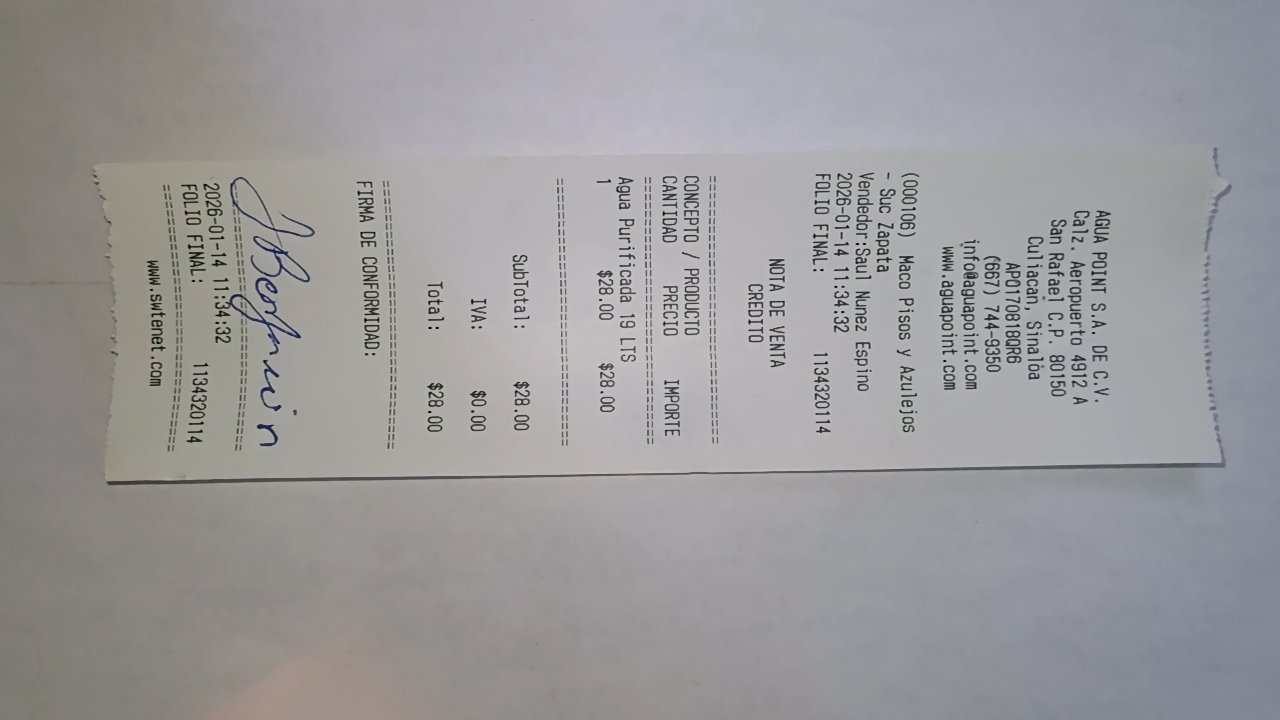 AGUA POINT S.A. DE C.V.
Calz. Aeropuerto 4912 A
San Rafael C.P. 80150
Culiacan, Sinaloa
APO170818QR6
(667) 744-9350
info@aguapoint.com
www.aguapoint.com
(000106) Maco Pisos y Azulejos
- Suc Zapata
Vendedor:Saul Nunez Espino
2026-01-14 11:34:32
FOLIO FINAL: 1134320114
NOTA DE VENTA
CREDITO
===============================
CONCEPTO / PRODUCTO
CANTIDAD PRECIO IMPORTE
===============================
Agua Purificada 19 LTS
1 $28.00 $28.00
===============================
SubTotal: $28.00
IVA: $0.00
Total: $28.00
===============================
FIRMA DE CONFORMIDAD:
===============================
2026-01-14 11:34:32
FOLIO FINAL: 1134320114
===============================
www.swtenet.com